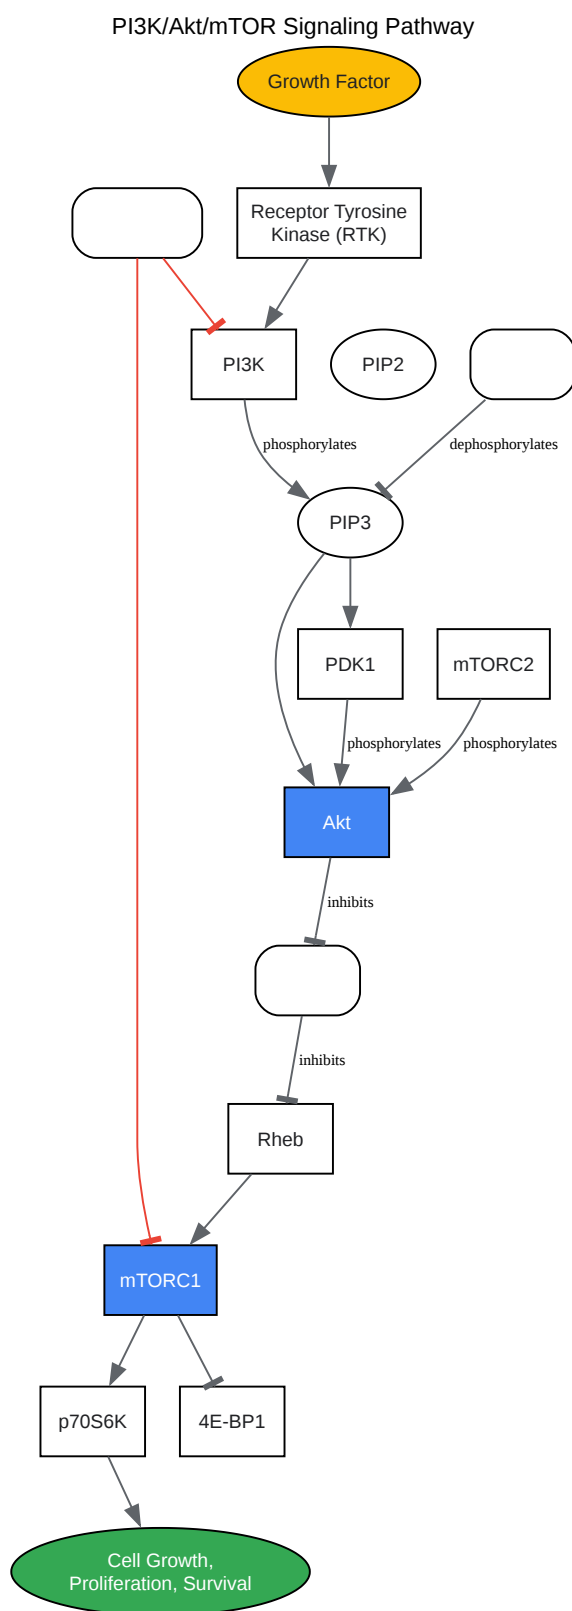 PI3K/Akt/mTOR Signaling Pathway
Growth Factor
Receptor Tyrosine
Kinase (RTK)
PI3K
PIP2
phosphorylates
dephosphorylates
PIP3
PDK1
mTORC2
phosphorylates
phosphorylates
Akt
inhibits
inhibits
Rheb
mTORC1
p70S6K
4E-BP1
Cell Growth,
Proliferation, Survival